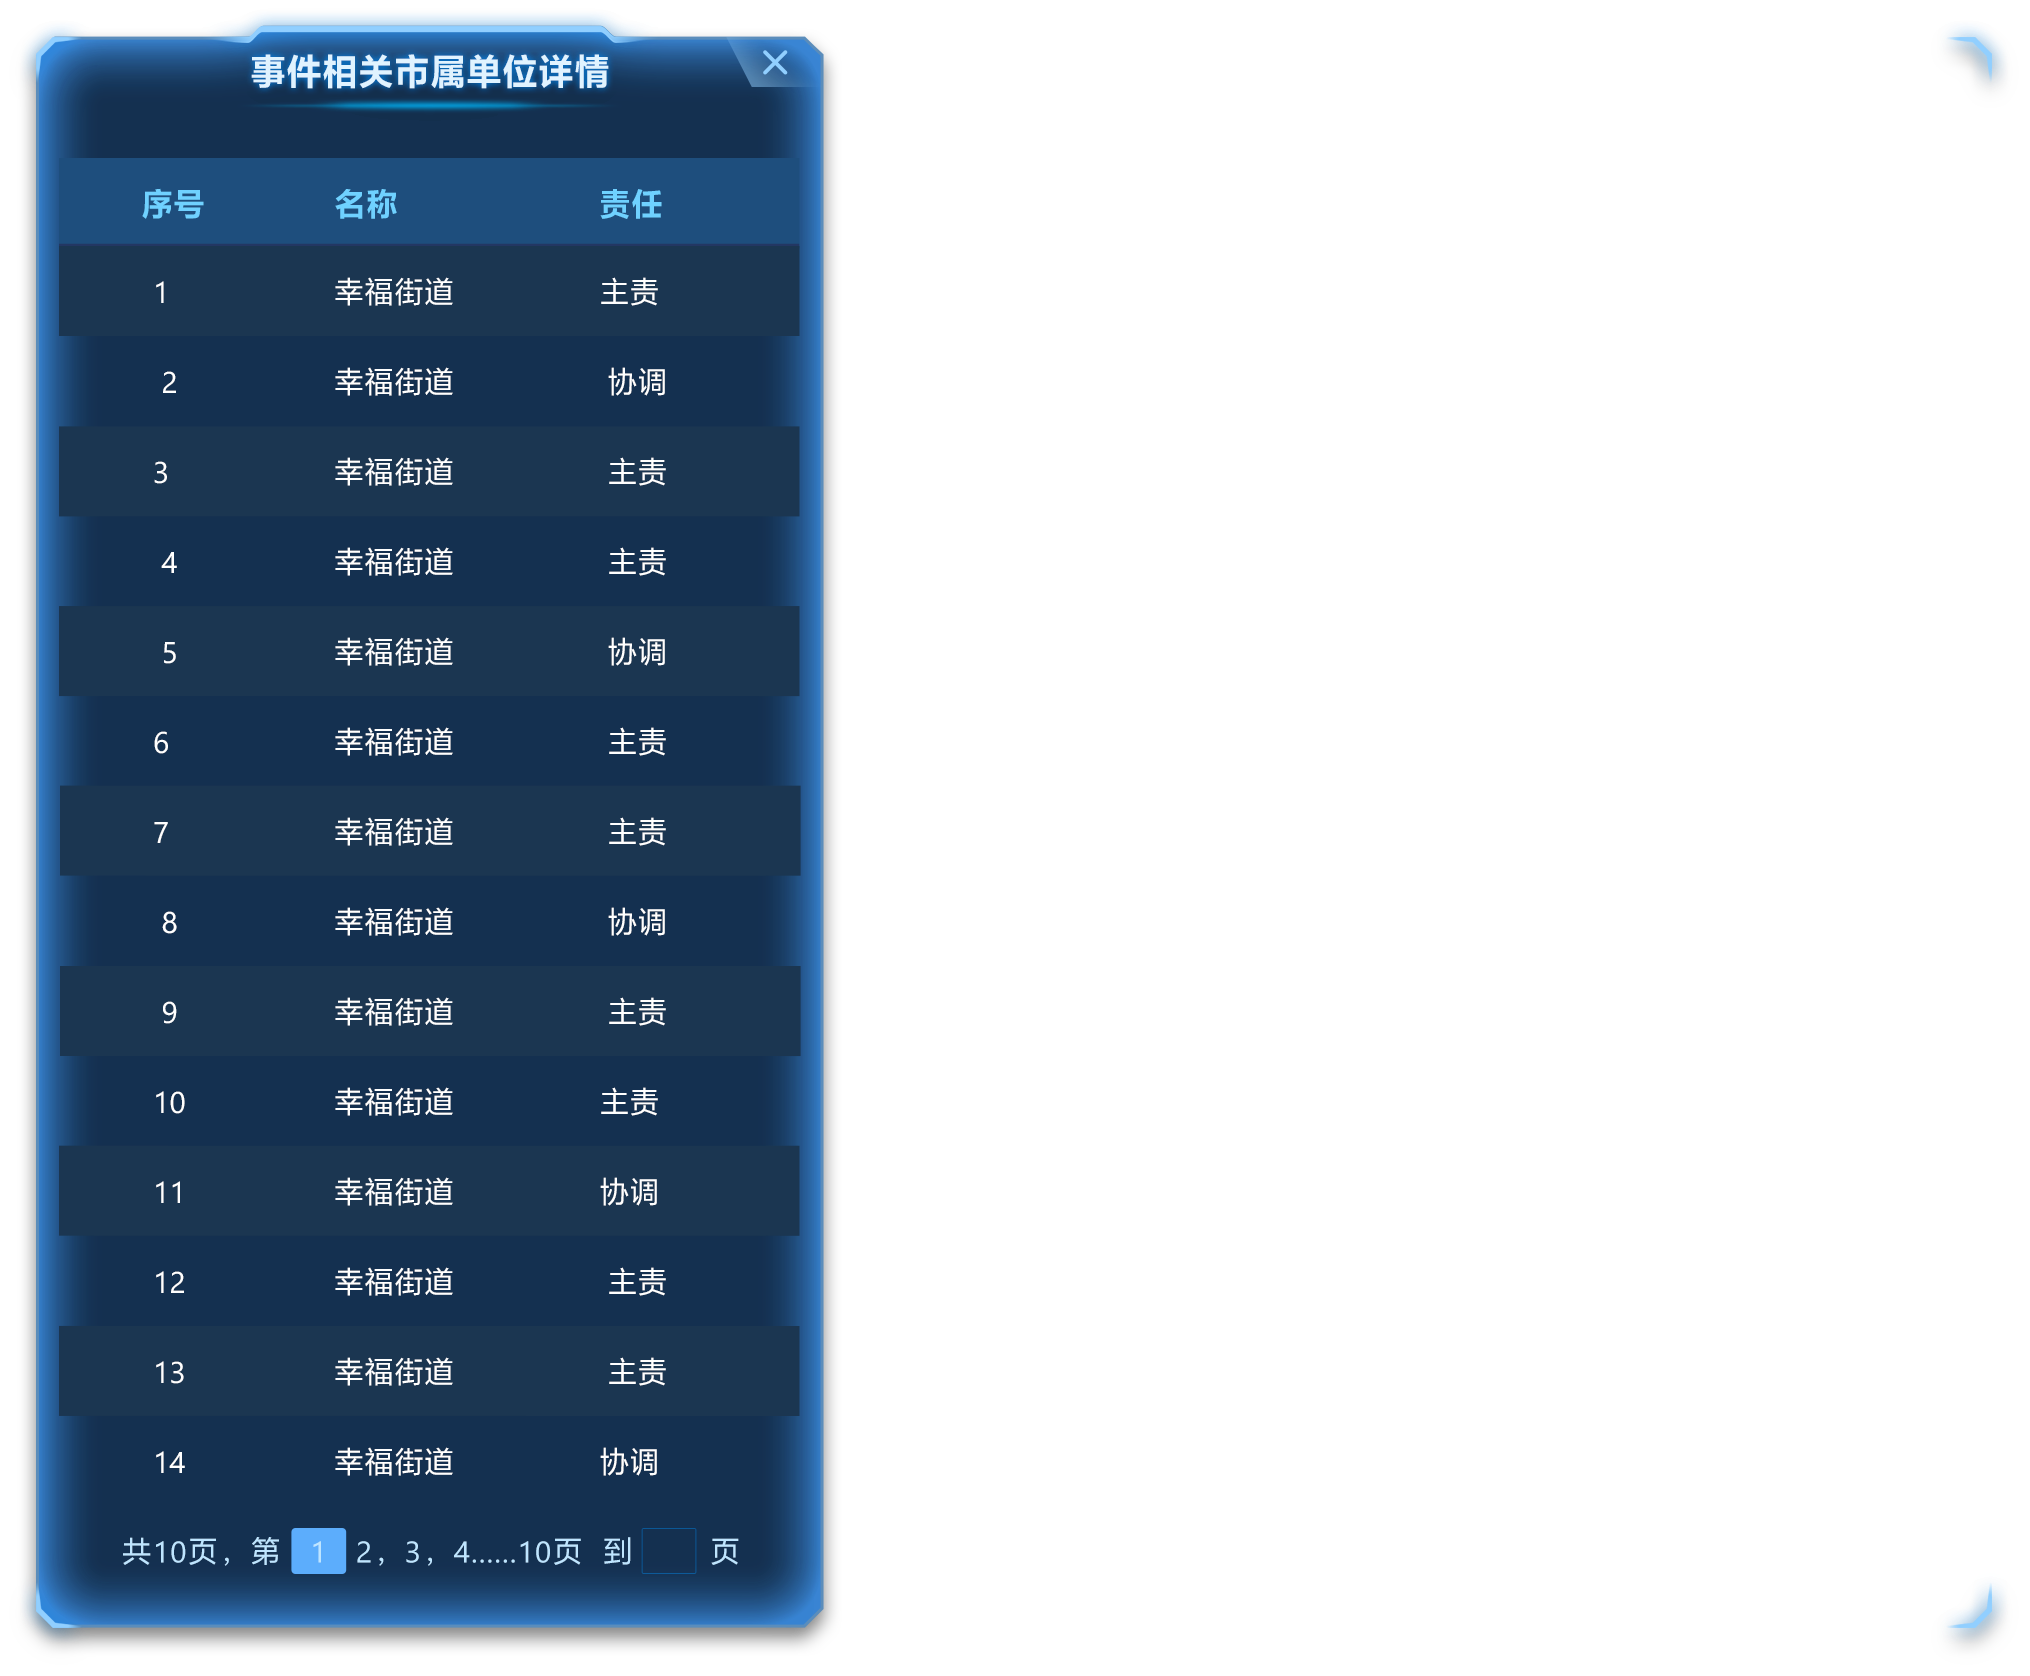 事件相关市属单位详情
序号 名称 责任
1 幸福街道 主责
2 幸福街道 协调
3 幸福街道 主责
4 幸福街道 主责
5 幸福街道 协调
6 幸福街道 主责
7 幸福街道 主责
8 幸福街道 协调
9 幸福街道 主责
10 幸福街道 主责
11 幸福街道 协调
12 幸福街道 主责
13 幸福街道 主责
14 幸福街道 协调
共10页，第 1 2，3，4......10页 到 页